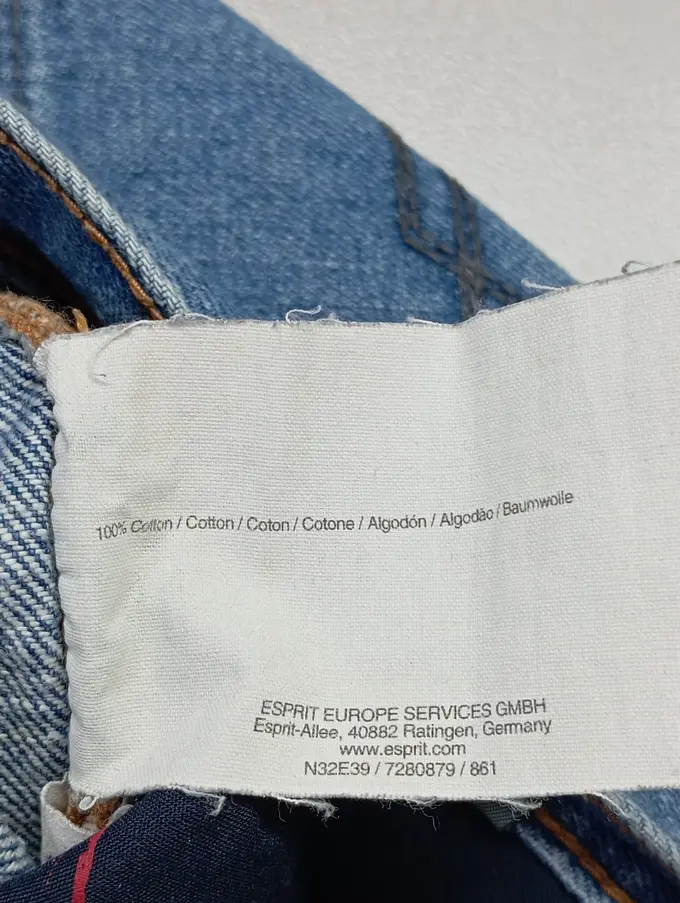 100% Cotton / Cotton / Coton / Cotone / Algodón / Algodão / Baumwolle
ESPRIT EUROPE SERVICES GMBH
Esprit-Allee, 40882 Ratingen, Germany
www.esprit.com
N32E39 / 7280879 / 861